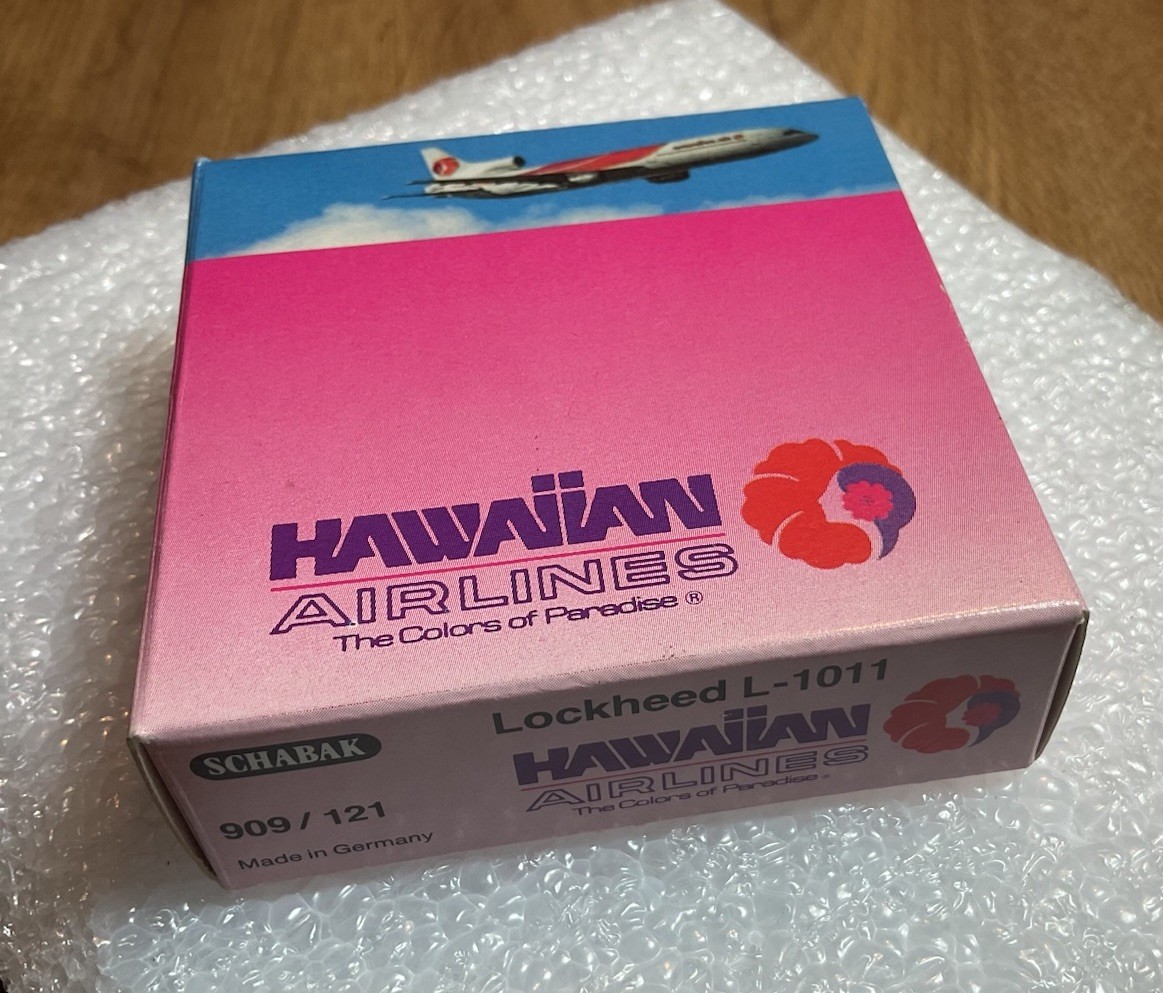 HAWAIIAN
AIRLINES
The Colors of Paradise ®
Lockheed L-1011
SCHABAK
HAWAIIAN
AIRLINES
The Colors of Paradise ®
909 / 121
Made in Germany